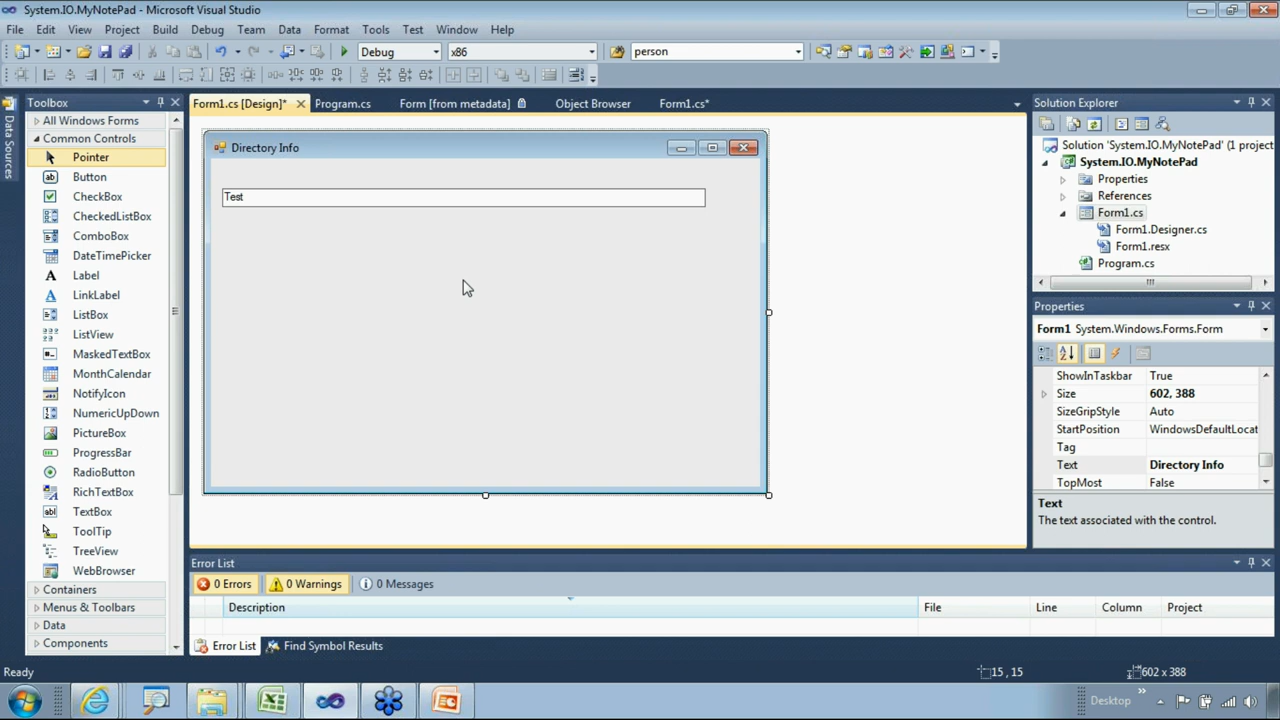 System.IO.MyNotePad - Microsoft Visual Studio
File Edit View Project Build Debug Team Data Format Tools Test Window Help
Debug x86 person
Toolbox
Form1.cs [Design]* Program.cs Form [from metadata] Object Browser Form1.cs*
Solution Explorer
Data Sources
All Windows Forms
Common Controls
Pointer
Button
CheckBox
CheckedListBox
ComboBox
DateTimePicker
Label
LinkLabel
ListBox
ListView
MaskedTextBox
MonthCalendar
NotifyIcon
NumericUpDown
PictureBox
ProgressBar
RadioButton
RichTextBox
TextBox
ToolTip
TreeView
WebBrowser
Containers
Menus & Toolbars
Data
Components
Directory Info
Test
Solution 'System.IO.MyNotePad' (1 project
System.IO.MyNotePad
Properties
References
Form1.cs
Form1.Designer.cs
Form1.resx
Program.cs
Properties
Form1 System.Windows.Forms.Form
ShowInTaskbar True
Size 602, 388
SizeGripStyle Auto
StartPosition WindowsDefaultLocat
Tag
Text Directory Info
TopMost False
Text
The text associated with the control.
Error List
0 Errors 0 Warnings 0 Messages
Description File Line Column Project
Error List Find Symbol Results
Ready 15 , 15 602 x 388
Desktop